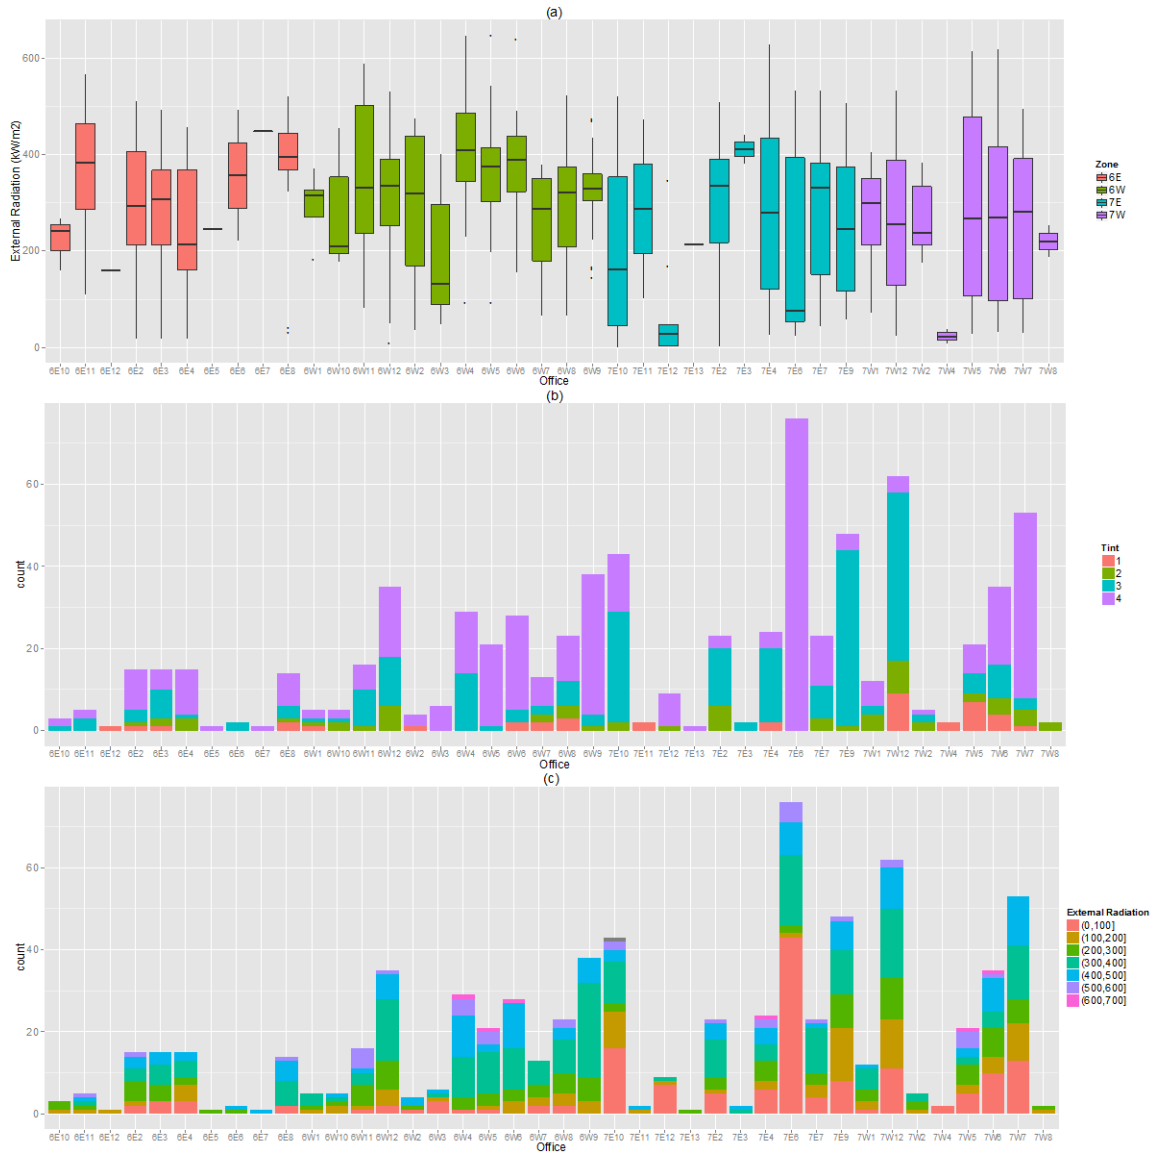 (a)
External Radiation (kW/m2)
600
400
200
0
6E10 6E11 6E12 6E2 6E3 6E4 6E5 6E6 6E7 6E8 6W1 6W10 6W11 6W12 6W2 6W3 6W4 6W5 6W6 6W7 6W8 6W9 7E10 7E11 7E12 7E13 7E2 7E3 7E4 7E6 7E7 7E9 7W1 7W12 7W2 7W4 7W5 7W6 7W7 7W8
Office
Zone
6E
6W
7E
7W
(b)
count
60
40
20
0
6E10 6E11 6E12 6E2 6E3 6E4 6E5 6E6 6E7 6E8 6W1 6W10 6W11 6W12 6W2 6W3 6W4 6W5 6W6 6W7 6W8 6W9 7E10 7E11 7E12 7E13 7E2 7E3 7E4 7E6 7E7 7E9 7W1 7W12 7W2 7W4 7W5 7W6 7W7 7W8
Office
Tint
1
2
3
4
(c)
count
60
40
20
0
6E10 6E11 6E12 6E2 6E3 6E4 6E5 6E6 6E7 6E8 6W1 6W10 6W11 6W12 6W2 6W3 6W4 6W5 6W6 6W7 6W8 6W9 7E10 7E11 7E12 7E13 7E2 7E3 7E4 7E6 7E7 7E9 7W1 7W12 7W2 7W4 7W5 7W6 7W7 7W8
Office
External Radiation
(0,100]
(100,200]
(200,300]
(300,400]
(400,500]
(500,600]
(600,700]